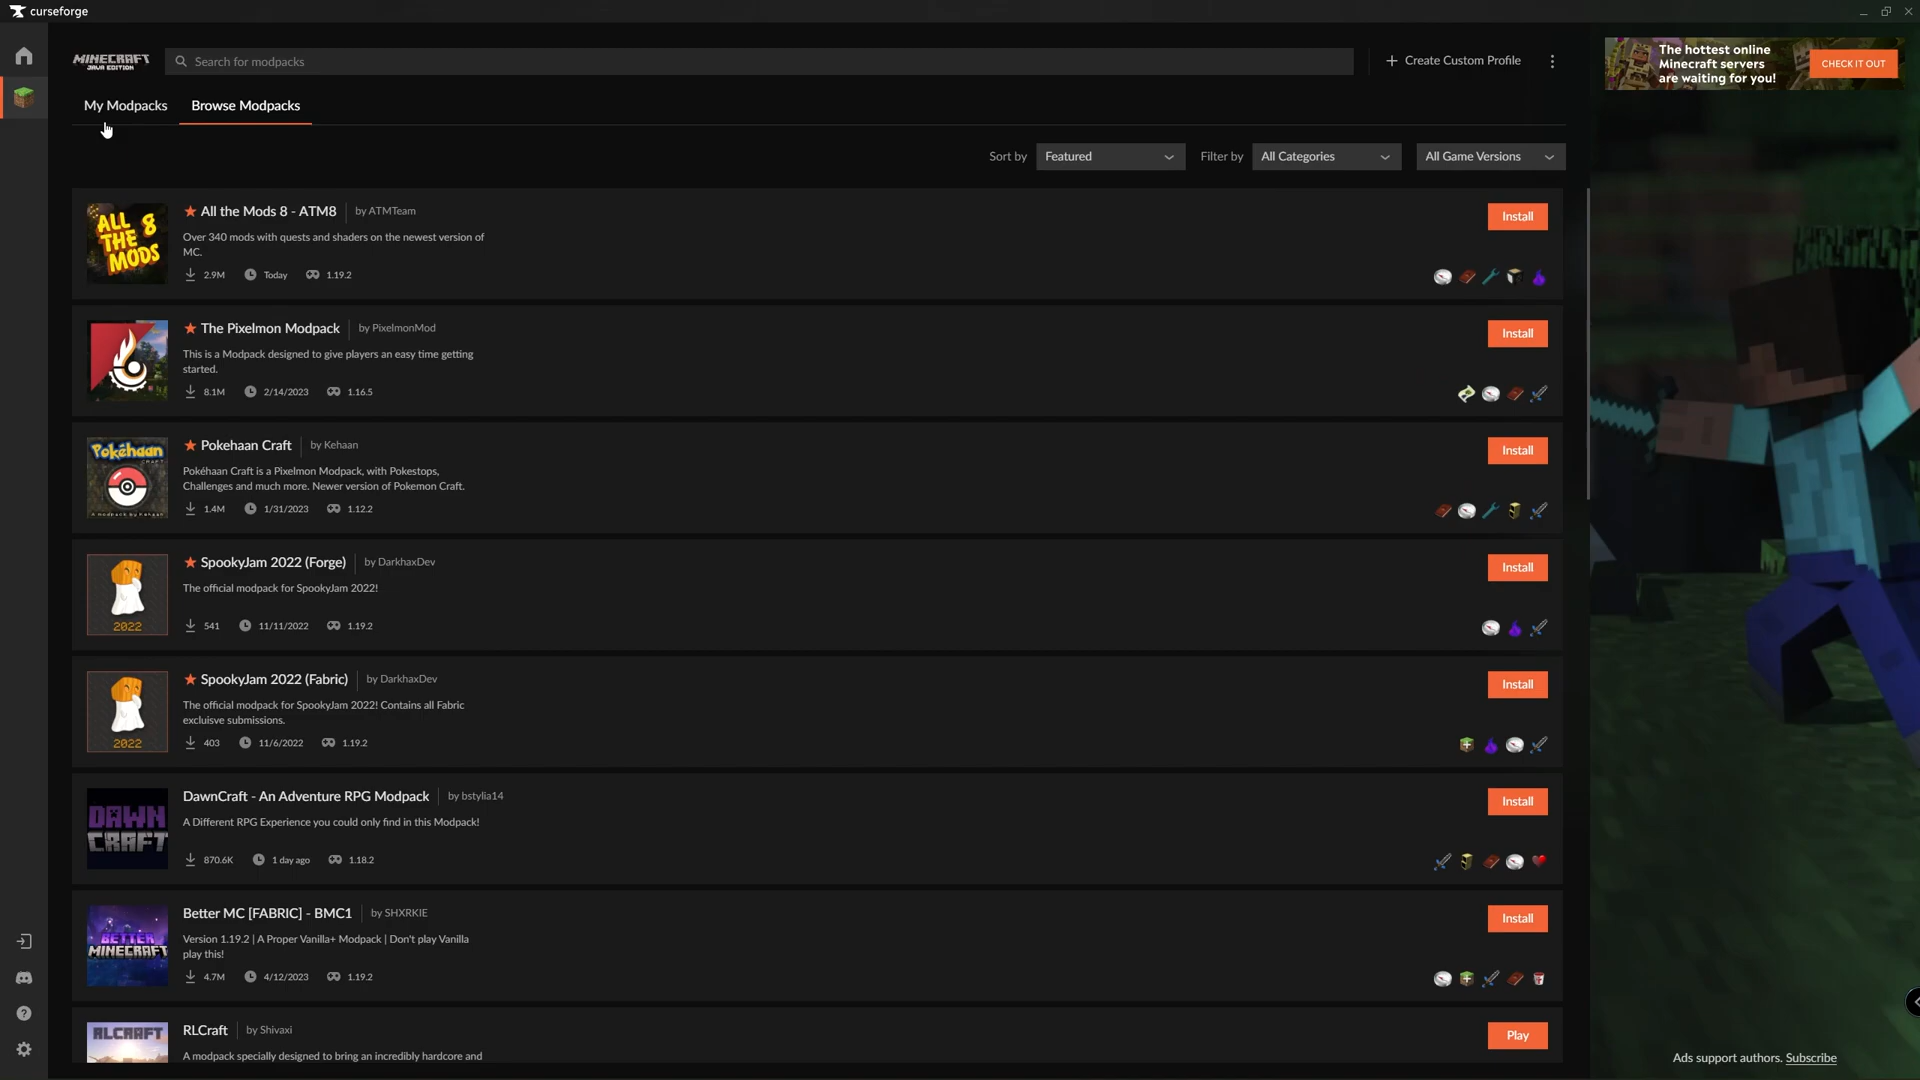 curseforge
MINECRAFT
JAVA EDITION
Search for modpacks
Create Custom Profile
The hottest online
Minecraft servers
are waiting for you!
CHECK IT OUT
My Modpacks
Browse Modpacks
Sort by
Featured
Filter by
All Categories
All Game Versions
ALL
THE 8
MODS
All the Mods 8 - ATM8
by ATMTeam
Over 340 mods with quests and shaders on the newest version of
MC.
2.9M
Today
1.19.2
Install
The Pixelmon Modpack
by PixelmonMod
This is a Modpack designed to give players an easy time getting
started.
8.1M
2/14/2023
1.16.5
Install
Pokéhaan
CRAFT
A modpack by Kehaan
Pokehaan Craft
by Kehaan
Pokéhaan Craft is a Pixelmon Modpack, with Pokestops,
Challenges and much more. Newer version of Pokemon Craft.
1.4M
1/31/2023
1.12.2
Install
2022
SpookyJam 2022 (Forge)
by DarkhaxDev
The official modpack for SpookyJam 2022!
541
11/11/2022
1.19.2
Install
2022
SpookyJam 2022 (Fabric)
by DarkhaxDev
The official modpack for SpookyJam 2022! Contains all Fabric
excluisve submissions.
403
11/6/2022
1.19.2
Install
DAWN
CRAFT
DawnCraft - An Adventure RPG Modpack
by bstylia14
A Different RPG Experience you could only find in this Modpack!
870.6K
1 day ago
1.18.2
Install
BETTER
MINECRAFT
Better MC [FABRIC] - BMC1
by SHXRKIE
Version 1.19.2 | A Proper Vanilla+ Modpack | Don't play Vanilla
play this!
4.7M
4/12/2023
1.19.2
Install
RLCRAFT
RLCraft
by Shivaxi
A modpack specially designed to bring an incredibly hardcore and
Play
Ads support authors. Subscribe